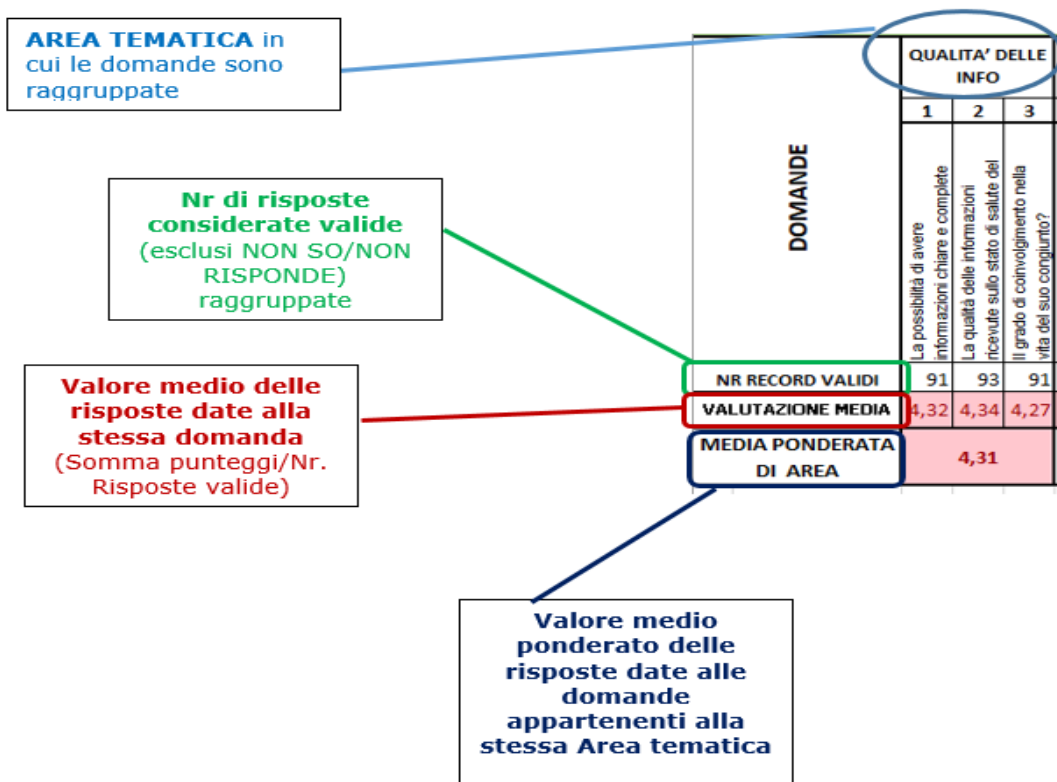 AREA TEMATICA in
cui le domande sono
raggruppate
QUALITA' DELLE
INFO
1 2 3
DOMANDE
La possibilità di avere
informazioni chiare e complete
La qualità delle informazioni
ricevute sullo stato di salute del
Il grado di coinvolgimento nella
vita del suo congiunto?
Nr di risposte
considerate valide
(esclusi NON SO/NON
RISPONDE)
raggruppate
NR RECORD VALIDI 91 93 91
Valore medio delle
risposte date alla
stessa domanda
(Somma punteggi/Nr.
Risposte valide)
VALUTAZIONE MEDIA 4,32 4,34 4,27
MEDIA PONDERATA
DI AREA
4,31
Valore medio
ponderato delle
risposte date alle
domande
appartenenti alla
stessa Area tematica